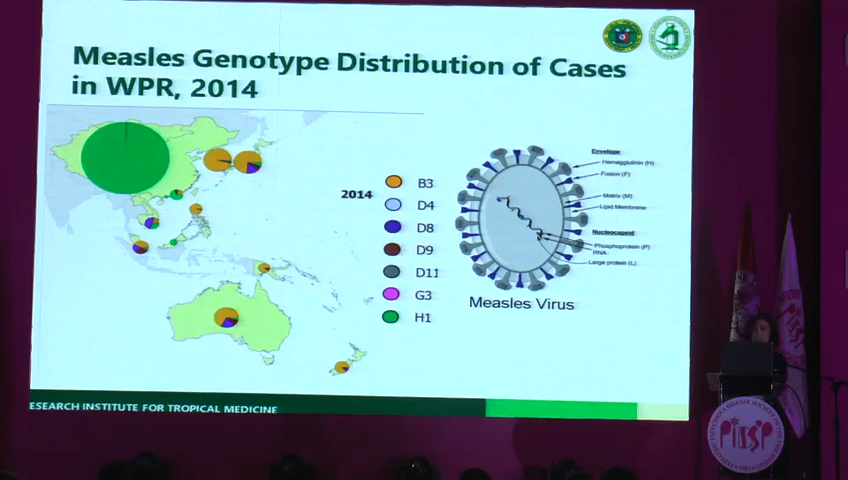 Measles Genotype Distribution of Cases
in WPR, 2014
2014
B3
D4
D8
D9
D11
G3
H1
Envelope
Hemagglutinin (H)
Fusion (F)
Matrix (M)
Lipid Membrane
Nucleocapsid
Phosphoprotein (P)
RNA
Large protein (L)
Measles Virus
ESEARCH INSTITUTE FOR TROPICAL MEDICINE